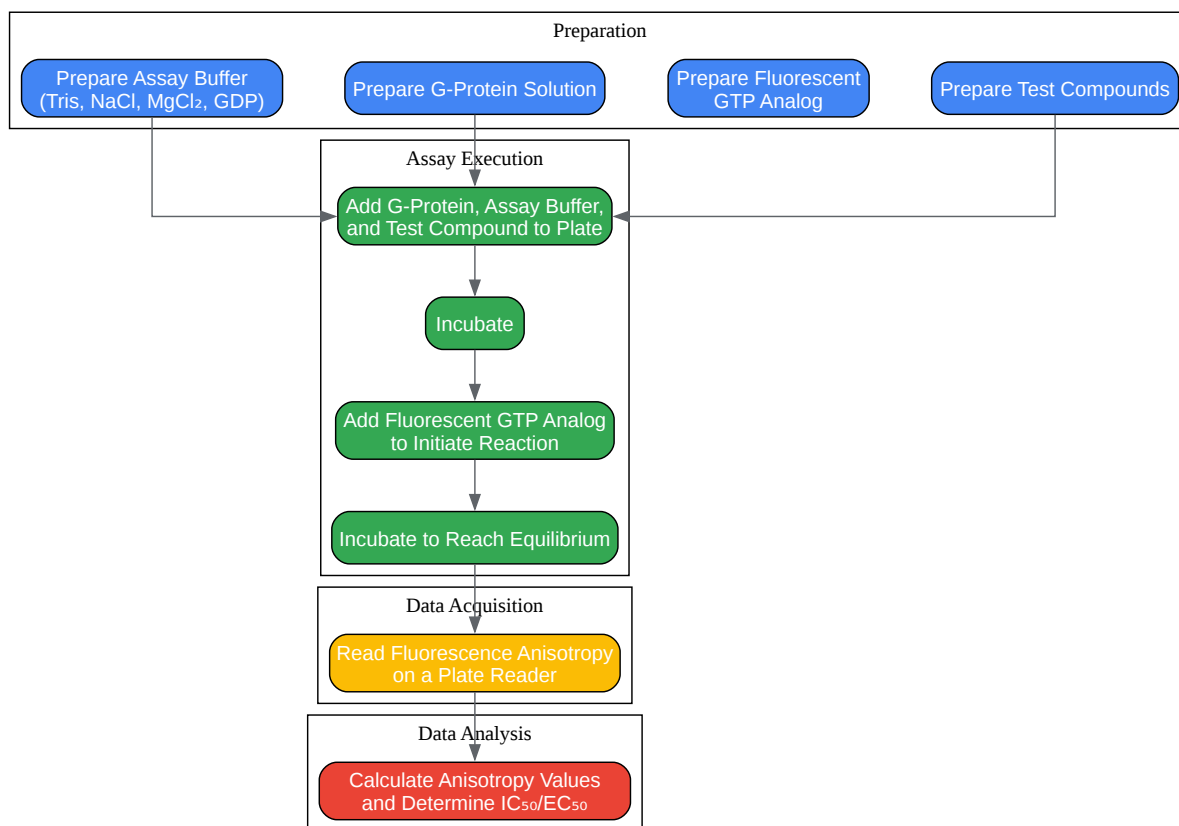 Preparation
Prepare Assay Buffer
(Tris, NaCl, MgCl₂, GDP)
Prepare G-Protein Solution
Prepare Fluorescent
GTP Analog
Prepare Test Compounds
Assay Execution
Add G-Protein, Assay Buffer,
and Test Compound to Plate
Incubate
Add Fluorescent GTP Analog
to Initiate Reaction
Incubate to Reach Equilibrium
Data Acquisition
Read Fluorescence Anisotropy
on a Plate Reader
Data Analysis
Calculate Anisotropy Values
and Determine IC₅₀/EC₅₀